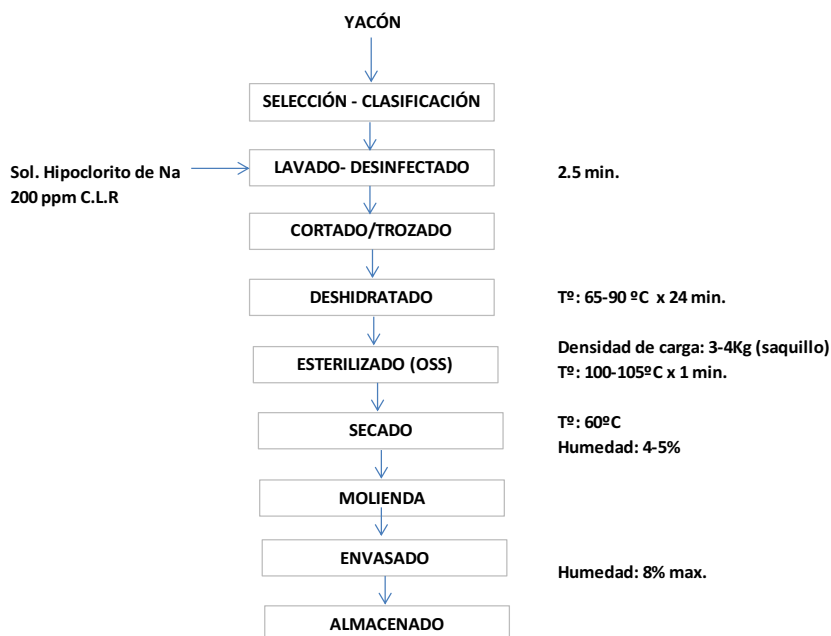 YACÓN
SELECCIÓN - CLASIFICACIÓN
Sol. Hipoclorito de Na
200 ppm C.L.R
LAVADO- DESINFECTADO
2.5 min.
CORTADO/TROZADO
DESHIDRATADO
Tº: 65-90 ºC  x 24 min.
ESTERILIZADO (OSS)
Densidad de carga: 3-4Kg (saquillo)
Tº: 100-105ºC x 1 min.
SECADO
Tº: 60ºC
Humedad: 4-5%
MOLIENDA
ENVASADO
Humedad: 8% max.
ALMACENADO